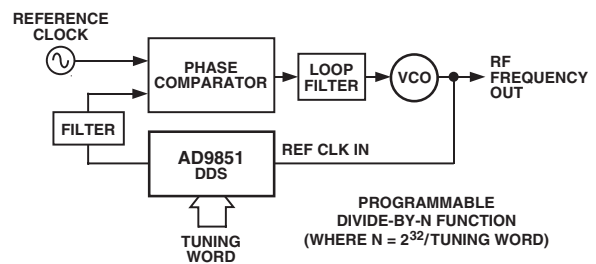 REFERENCE
CLOCK
PHASE
COMPARATOR
LOOP
FILTER
VCO
RF
FREQUENCY
OUT
FILTER
AD9851
DDS
REF CLK IN
TUNING
WORD
PROGRAMMABLE
DIVIDE-BY-N FUNCTION
(WHERE N = 2³²/TUNING WORD)